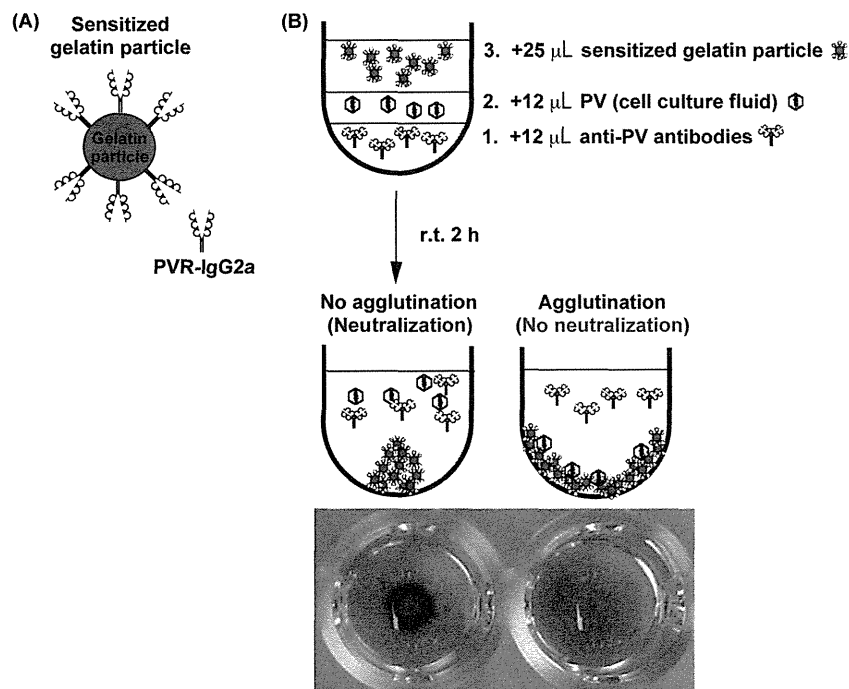 (A)
Sensitized
gelatin particle
Gelatin
particle
PVR-IgG2a
(B)
3. +25 μL sensitized gelatin particle
2. +12 μL PV (cell culture fluid)
1. +12 μL anti-PV antibodies
r.t. 2 h
No agglutination
(Neutralization)
Agglutination
(No neutralization)